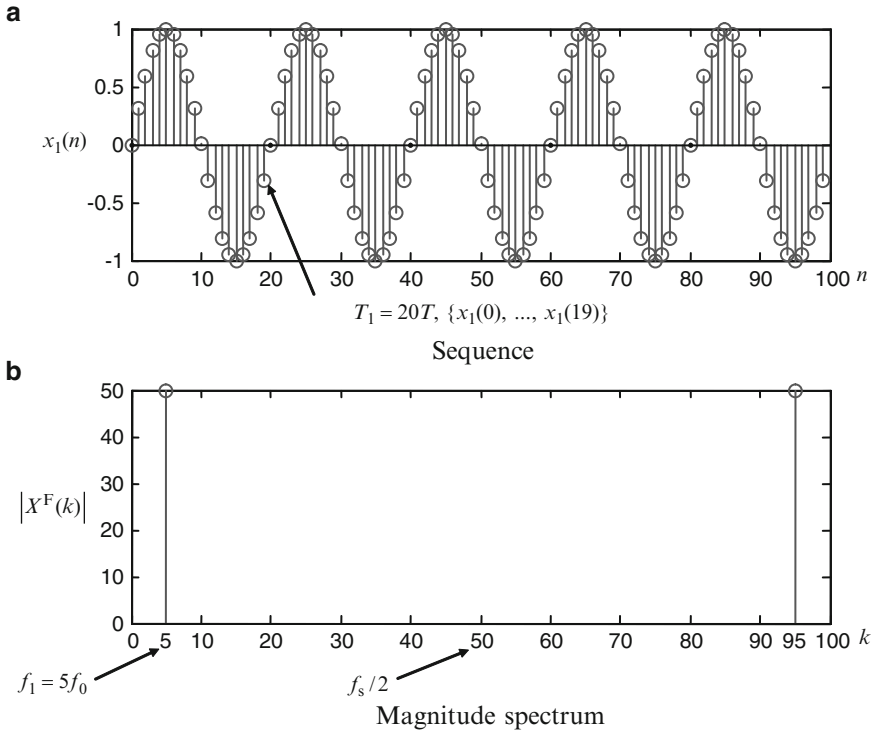 a
1
0.5
x₁(n)
0
-0.5
-1
0 10 20 30 40 50 60 70 80 90 100 n
T₁ = 20T, {x₁(0), ..., x₁(19)}
Sequence
b
50
40
30
|Xᶠ(k)|
20
10
0
0 5 10 20 30 40 50 60 70 80 90 95 100 k
f₁ = 5f₀
fₛ/2
Magnitude spectrum